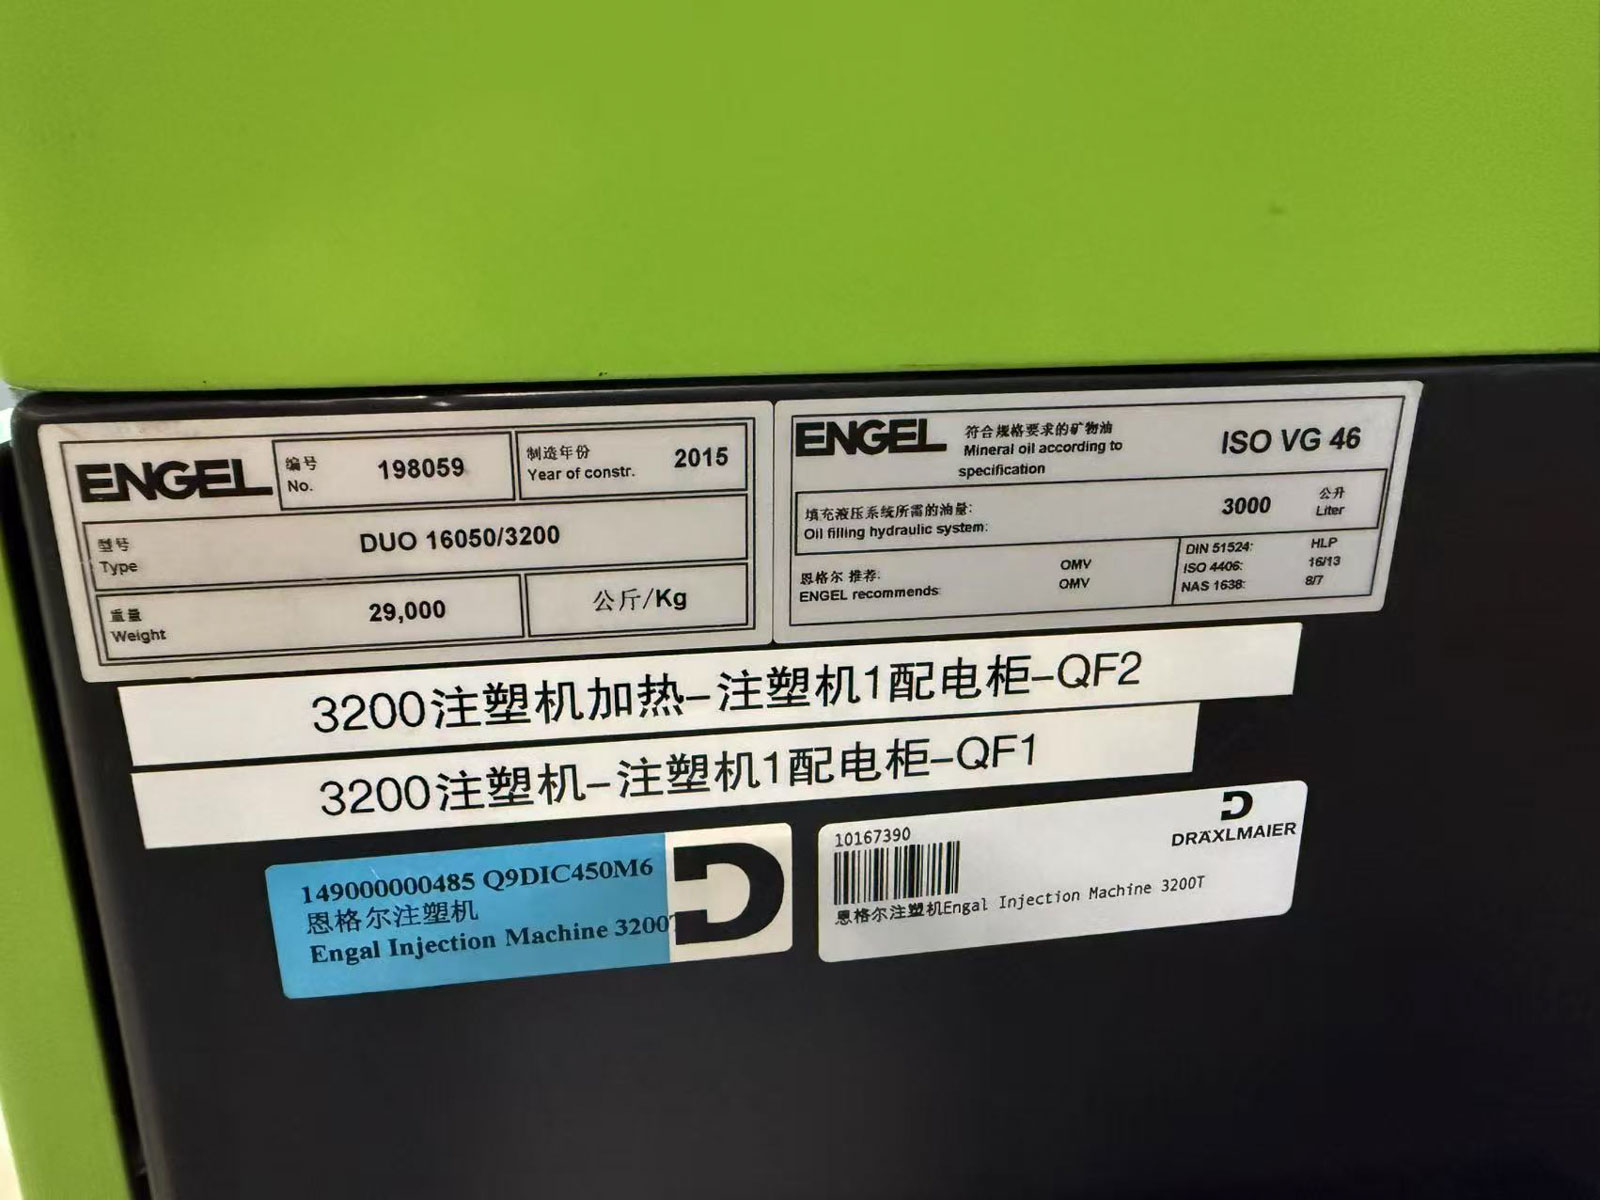 ENGEL
编号
No.
198059
制造年份
Year of constr.
2015
型号
Type
DUO 16050/3200
重量
Weight
29,000
公斤/Kg
ENGEL
符合规格要求的矿物油
Mineral oil according to
specification
ISO VG 46
填充液压系统所需的油量:
Oil filling hydraulic system:
3000
公升
Liter
恩格尔 推荐:
ENGEL recommends:
OMV
OMV
DIN 51524: HLP
ISO 4406: 16/13
NAS 1638: 8/7
3200注塑机加热-注塑机1配电柜-QF2
3200注塑机-注塑机1配电柜-QF1
149000000485 Q9DIC450M6
恩格尔注塑机
Engal Injection Machine 3200T
D
10167390
DRÄXLMAIER
恩格尔注塑机Engal Injection Machine 3200T